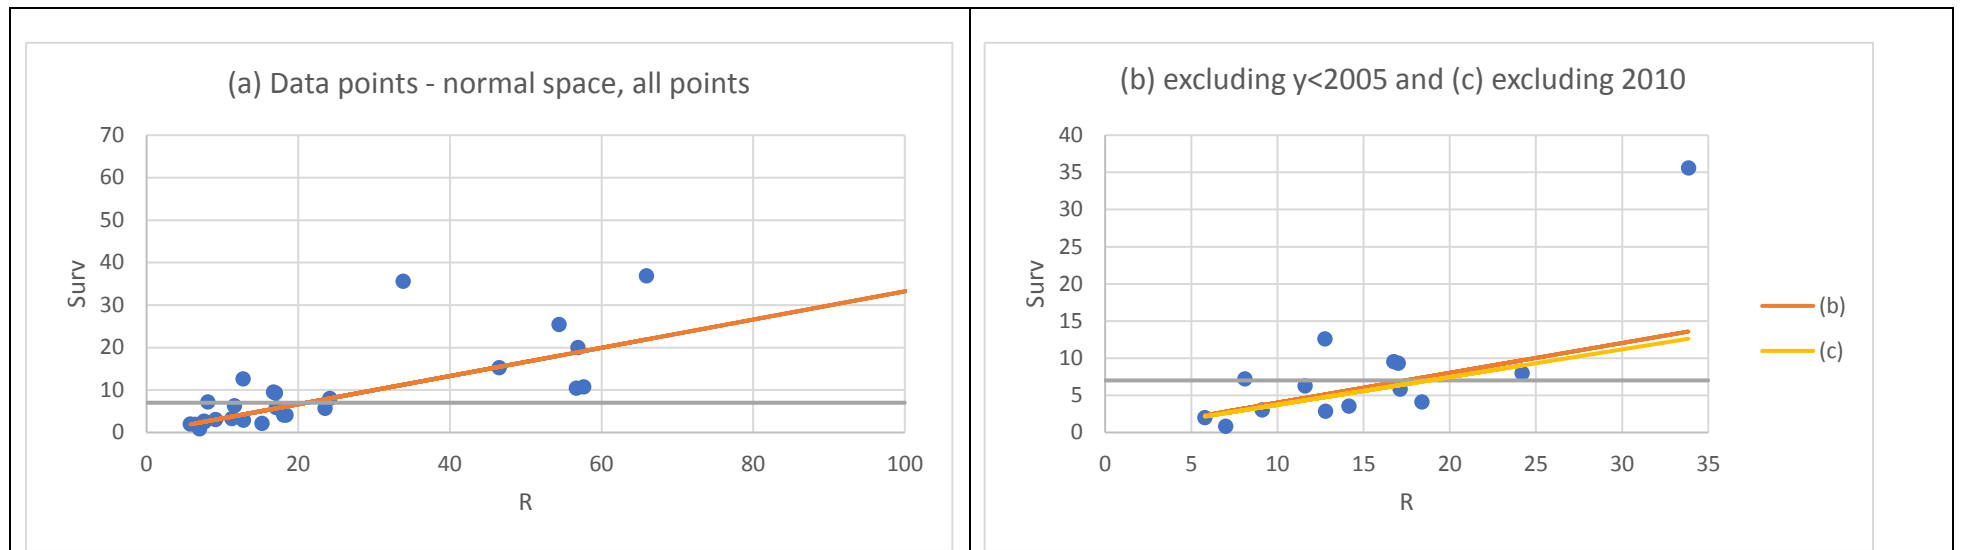 (a) Data points - normal space, all points
70
60
50
40
30
20
10
0
Surv
0 20 40 60 80 100
R
(b) excluding y<2005 and (c) excluding 2010
40
35
30
25
20
15
10
5
0
Surv
0 5 10 15 20 25 30 35
R
(b)
(c)